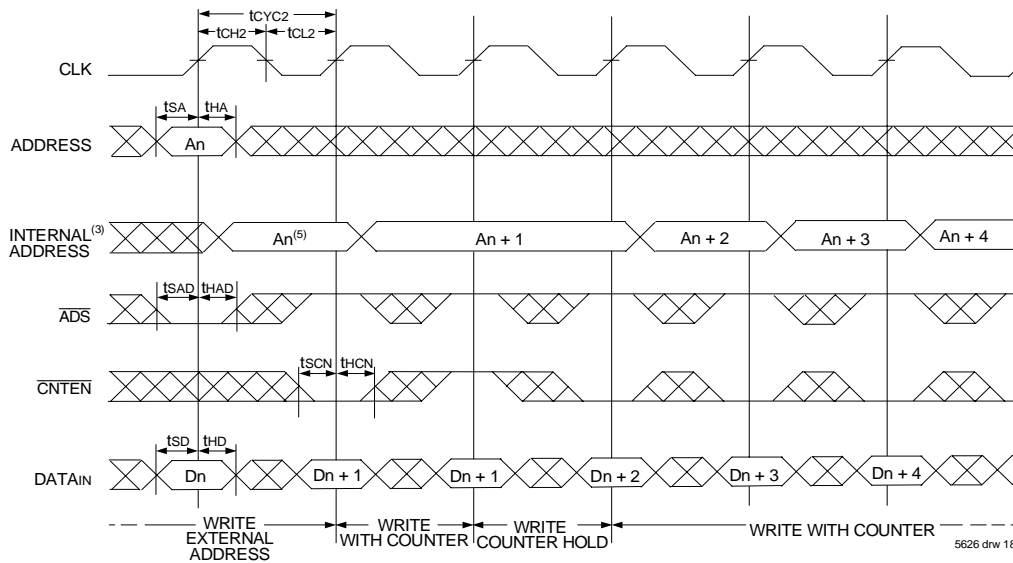 tCYC2
tCH2 tCL2
CLK
tSA tHA
ADDRESS An
INTERNAL(3)
ADDRESS
An(5) An + 1 An + 2 An + 3 An + 4
tSAD tHAD
ADS
tSCN tHCN
CNTEN
tSD tHD
DATAIN Dn Dn + 1 Dn + 1 Dn + 2 Dn + 3 Dn + 4
WRITE
EXTERNAL
ADDRESS
WRITE
WITH COUNTER
WRITE
COUNTER HOLD
WRITE WITH COUNTER
5626 drw 18